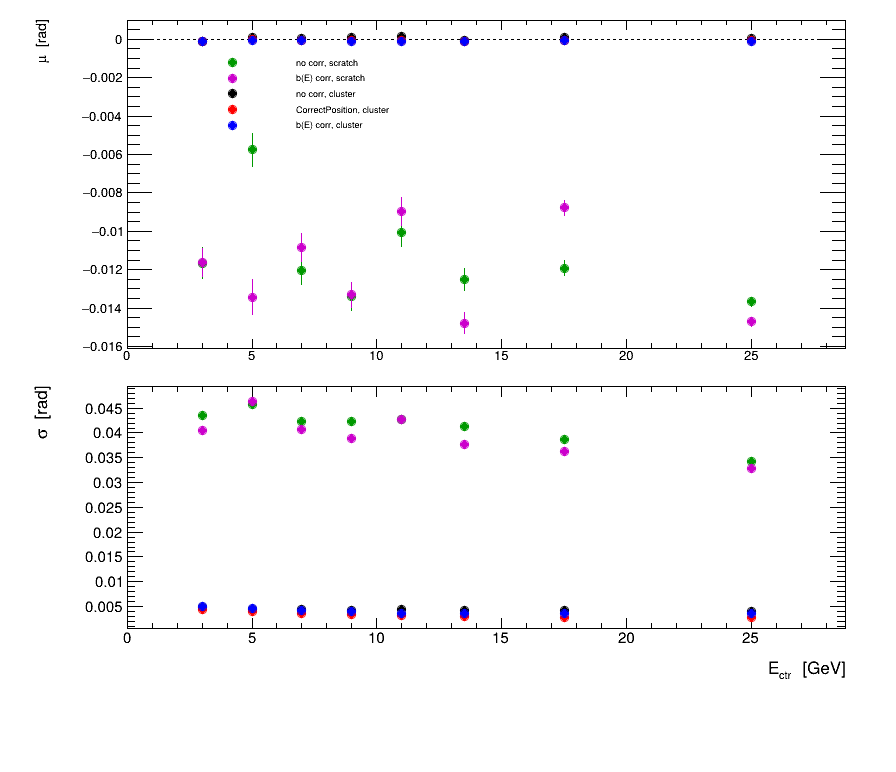 μ [rad]
0
−0.002
−0.004
−0.006
−0.008
−0.01
−0.012
−0.014
−0.016
no corr, scratch
b(E) corr, scratch
no corr, cluster
CorrectPosition, cluster
b(E) corr, cluster
0 5 10 15 20 25
σ [rad]
0.045
0.04
0.035
0.03
0.025
0.02
0.015
0.01
0.005
0 5 10 15 20 25
E_ctr [GeV]